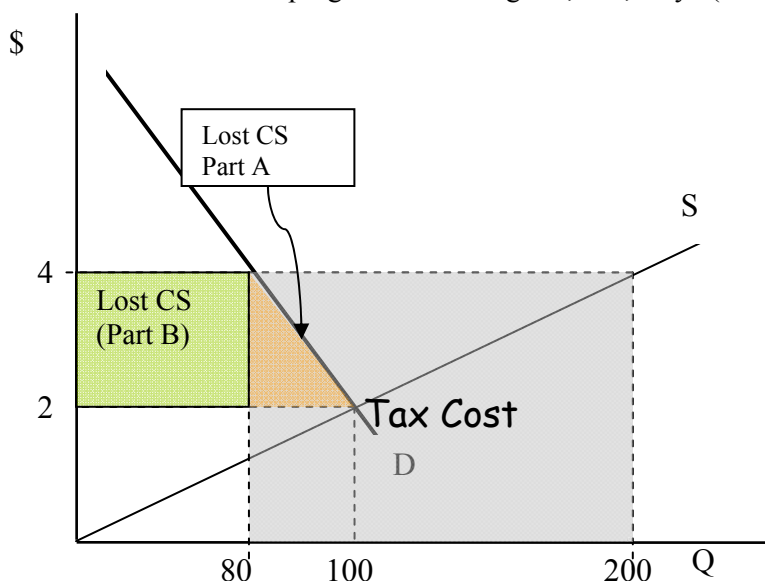 $
Lost CS
Part A
S
4
Lost CS
(Part B)
2
Tax Cost
D
80 100 200 Q